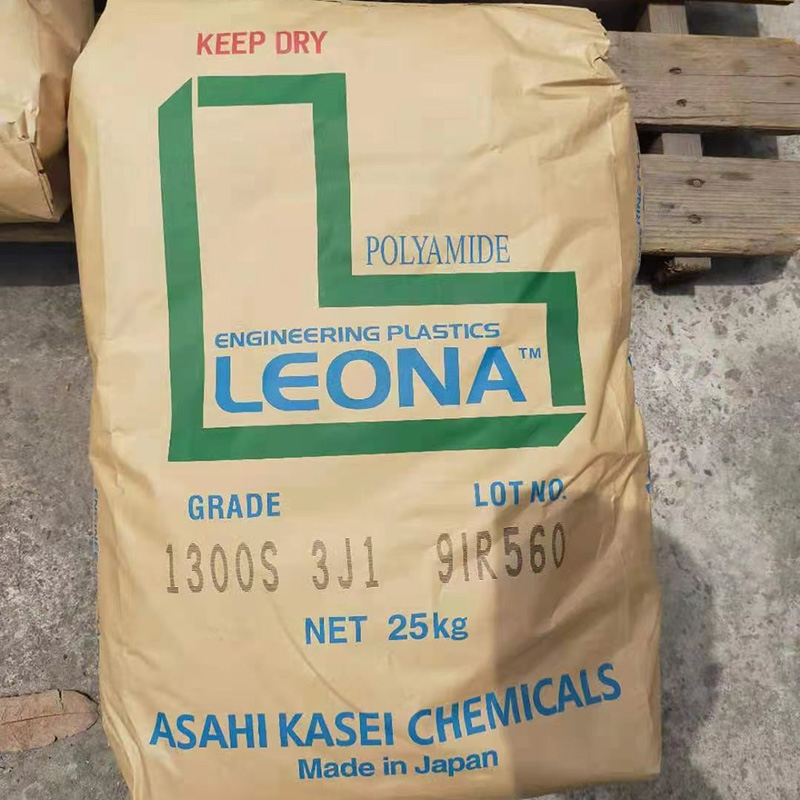 KEEP DRY
POLYAMIDE
ENGINEERING PLASTICS
LEONA™
GRADE LOT NO.
1300S 3J1 9IR560
NET 25kg
ASAHI KASEI CHEMICALS
Made in Japan